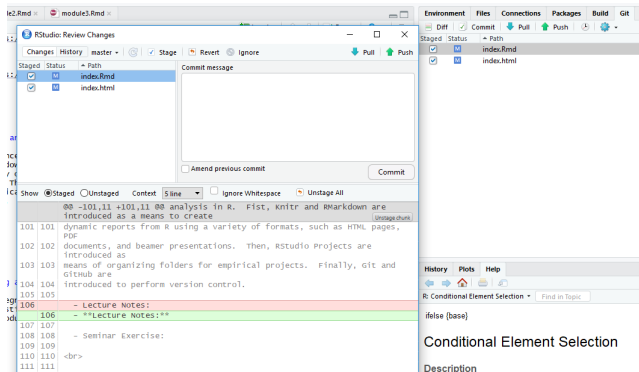 le2.Rmd
module3.Rmd
RStudio: Review Changes
Changes History master Stage Revert Ignore Pull Push
Staged Status Path
M index.Rmd
M index.html
Commit message
Amend previous commit
Commit
Show Staged Unstaged Context 5 line Ignore Whitespace Unstage All
@@ -101,11 +101,11 @@ analysis in R.  Fist, Knitr and RMarkdown are
introduced as a means to create
Unstage chunk
101 101 dynamic reports from R using a variety of formats, such as HTML pages,
PDF
102 102 documents, and beamer presentations.  Then, RStudio Projects are
introduced as
103 103 means of organizing folders for empirical projects.  Finally, Git and
GitHub are
104 104 introduced to perform version control.
105 105
106 - Lecture Notes:
106 - **Lecture Notes:**
107 107
108 108 - Seminar Exercise:
109 109
110 110 <br>
111 111
Environment Files Connections Packages Build Git
Diff Commit Pull Push
Staged Status Path
M index.Rmd
M index.html
History Plots Help
R: Conditional Element Selection Find in Topic
ifelse {base}
Conditional Element Selection
Description